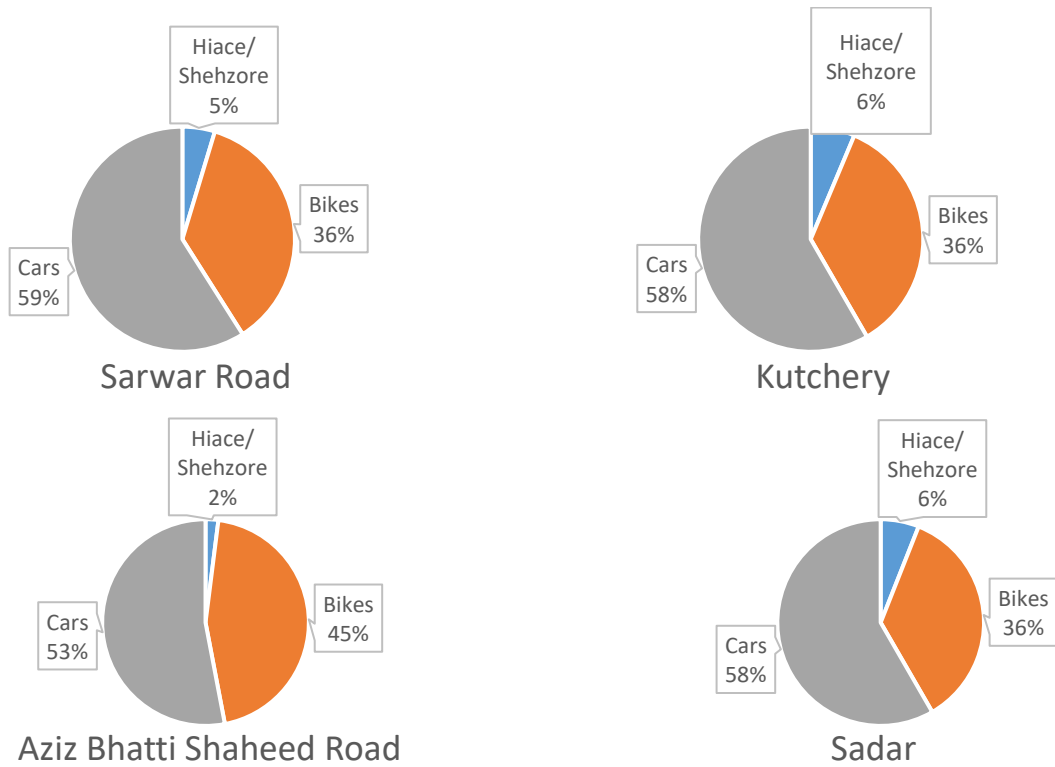 Hiace/
Shehzore
5%
Bikes
36%
Cars
59%
Sarwar Road
Hiace/
Shehzore
6%
Bikes
36%
Cars
58%
Kutchery
Hiace/
Shehzore
2%
Bikes
45%
Cars
53%
Aziz Bhatti Shaheed Road
Hiace/
Shehzore
6%
Bikes
36%
Cars
58%
Sadar